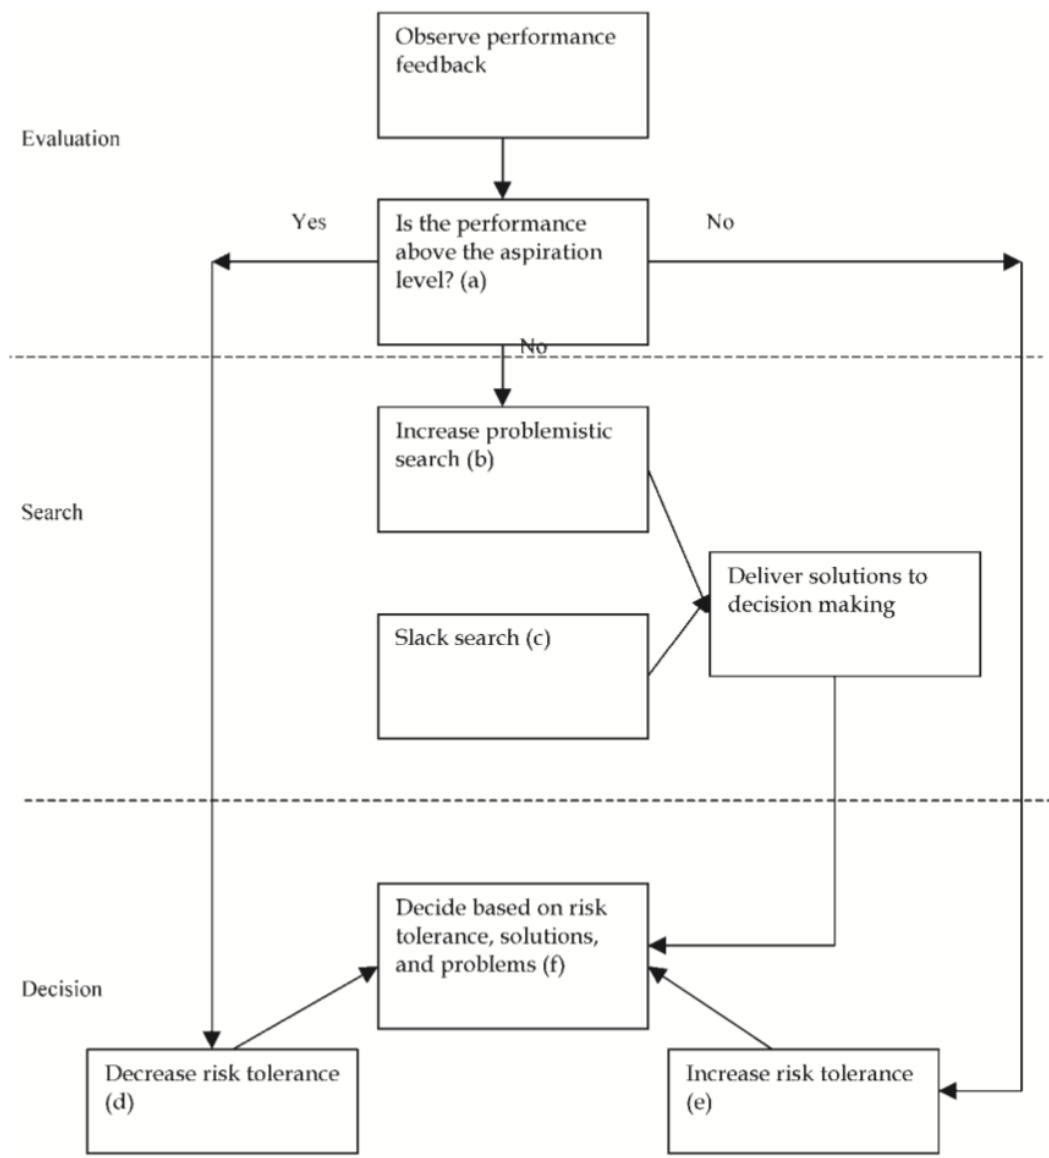 Observe performance
feedback
Evaluation
Yes
Is the performance
above the aspiration
level? (a)
No
No
Increase problemistic
search (b)
Search
Deliver solutions to
decision making
Slack search (c)
Decide based on risk
tolerance, solutions,
and problems (f)
Decision
Decrease risk tolerance
(d)
Increase risk tolerance
(e)